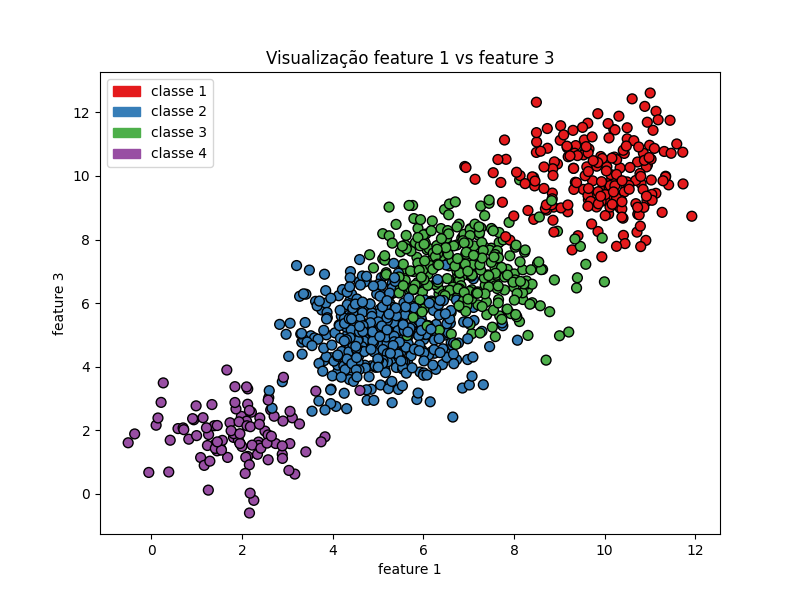 Visualização feature 1 vs feature 3
classe 1
classe 2
classe 3
classe 4
feature 3
12
10
8
6
4
2
0
0 2 4 6 8 10 12
feature 1